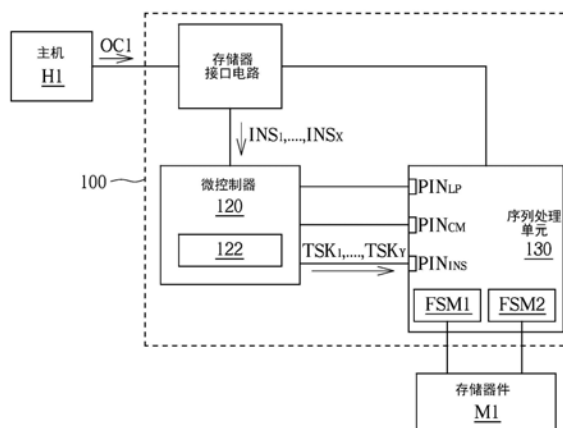 主机
H1
OC1
存储器
接口电路
INS1,....,INSX
100
微控制器
120
122
PINLP
PINCM
PININS
TSK1,....,TSKY
序列处理
单元
130
FSM1
FSM2
存储器件
M1